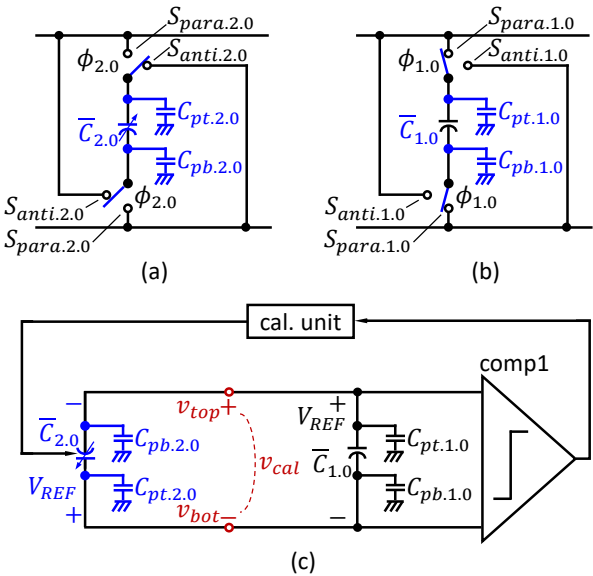 S_para.2.0
S_anti.2.0
ϕ_2.0
C_pt.2.0
C̅_2.0
C_pb.2.0
ϕ_2.0
S_anti.2.0
S_para.2.0
(a)
S_para.1.0
S_anti.1.0
ϕ_1.0
C_pt.1.0
C̅_1.0
C_pb.1.0
ϕ_1.0
S_anti.1.0
S_para.1.0
(b)
cal. unit
comp1
−
C̅_2.0
C_pb.2.0
V_REF
C_pt.2.0
+
v_top+
v_cal
v_bot−
+
V_REF
C_pt.1.0
C̅_1.0
C_pb.1.0
−
(c)